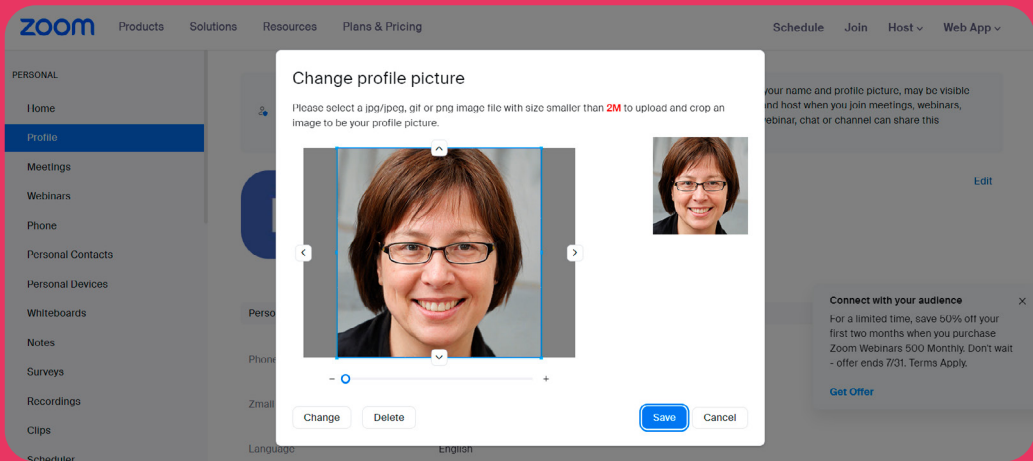 zoom Products Solutions Resources Plans & Pricing Schedule Join Host Web App
PERSONAL
Home
Profile
Meetings
Webinars
Phone
Personal Contacts
Personal Devices
Whiteboards
Notes
Surveys
Recordings
Clips
Scheduler
Change profile picture
Please select a jpg/jpeg, gif or png image file with size smaller than 2M to upload and crop an
image to be your profile picture.
- +
Change Delete Save Cancel
your name and profile picture, may be visible
and host when you join meetings, webinars,
webinar, chat or channel can share this
Edit
Perso
Phone
Zmail
Language English
Connect with your audience
For a limited time, save 50% off your
first two months when you purchase
Zoom Webinars 500 Monthly. Don't wait
- offer ends 7/31. Terms Apply.
Get Offer